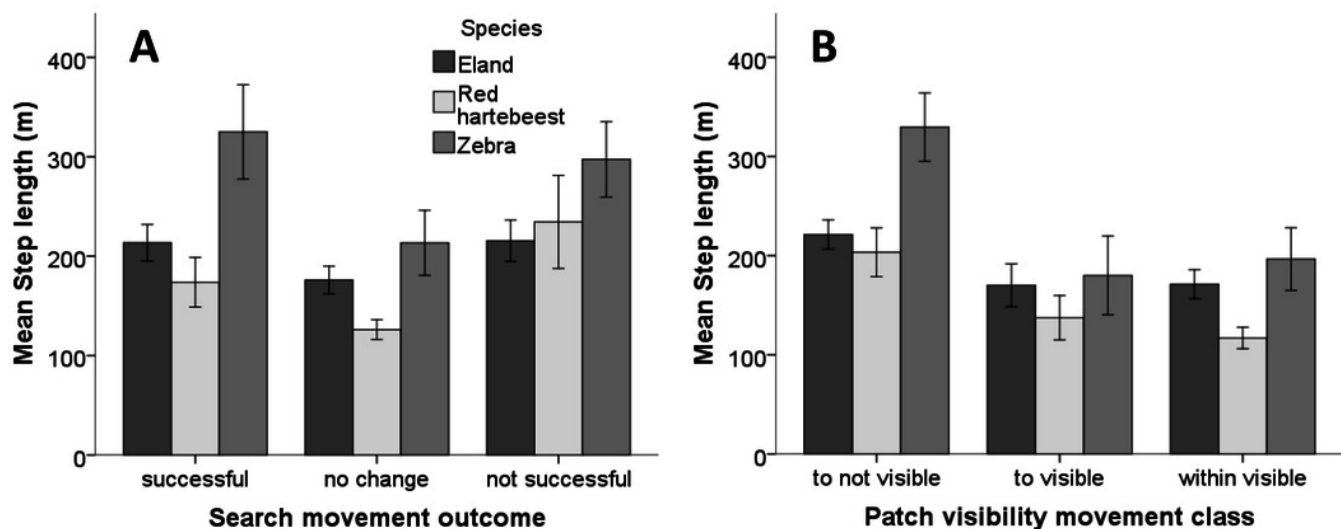 A
Species
Eland
Red
hartebeest
Zebra
Mean Step length (m)
400
300
200
100
0
successful
no change
not successful
Search movement outcome
B
Mean Step length (m)
400
300
200
100
0
to not visible
to visible
within visible
Patch visibility movement class